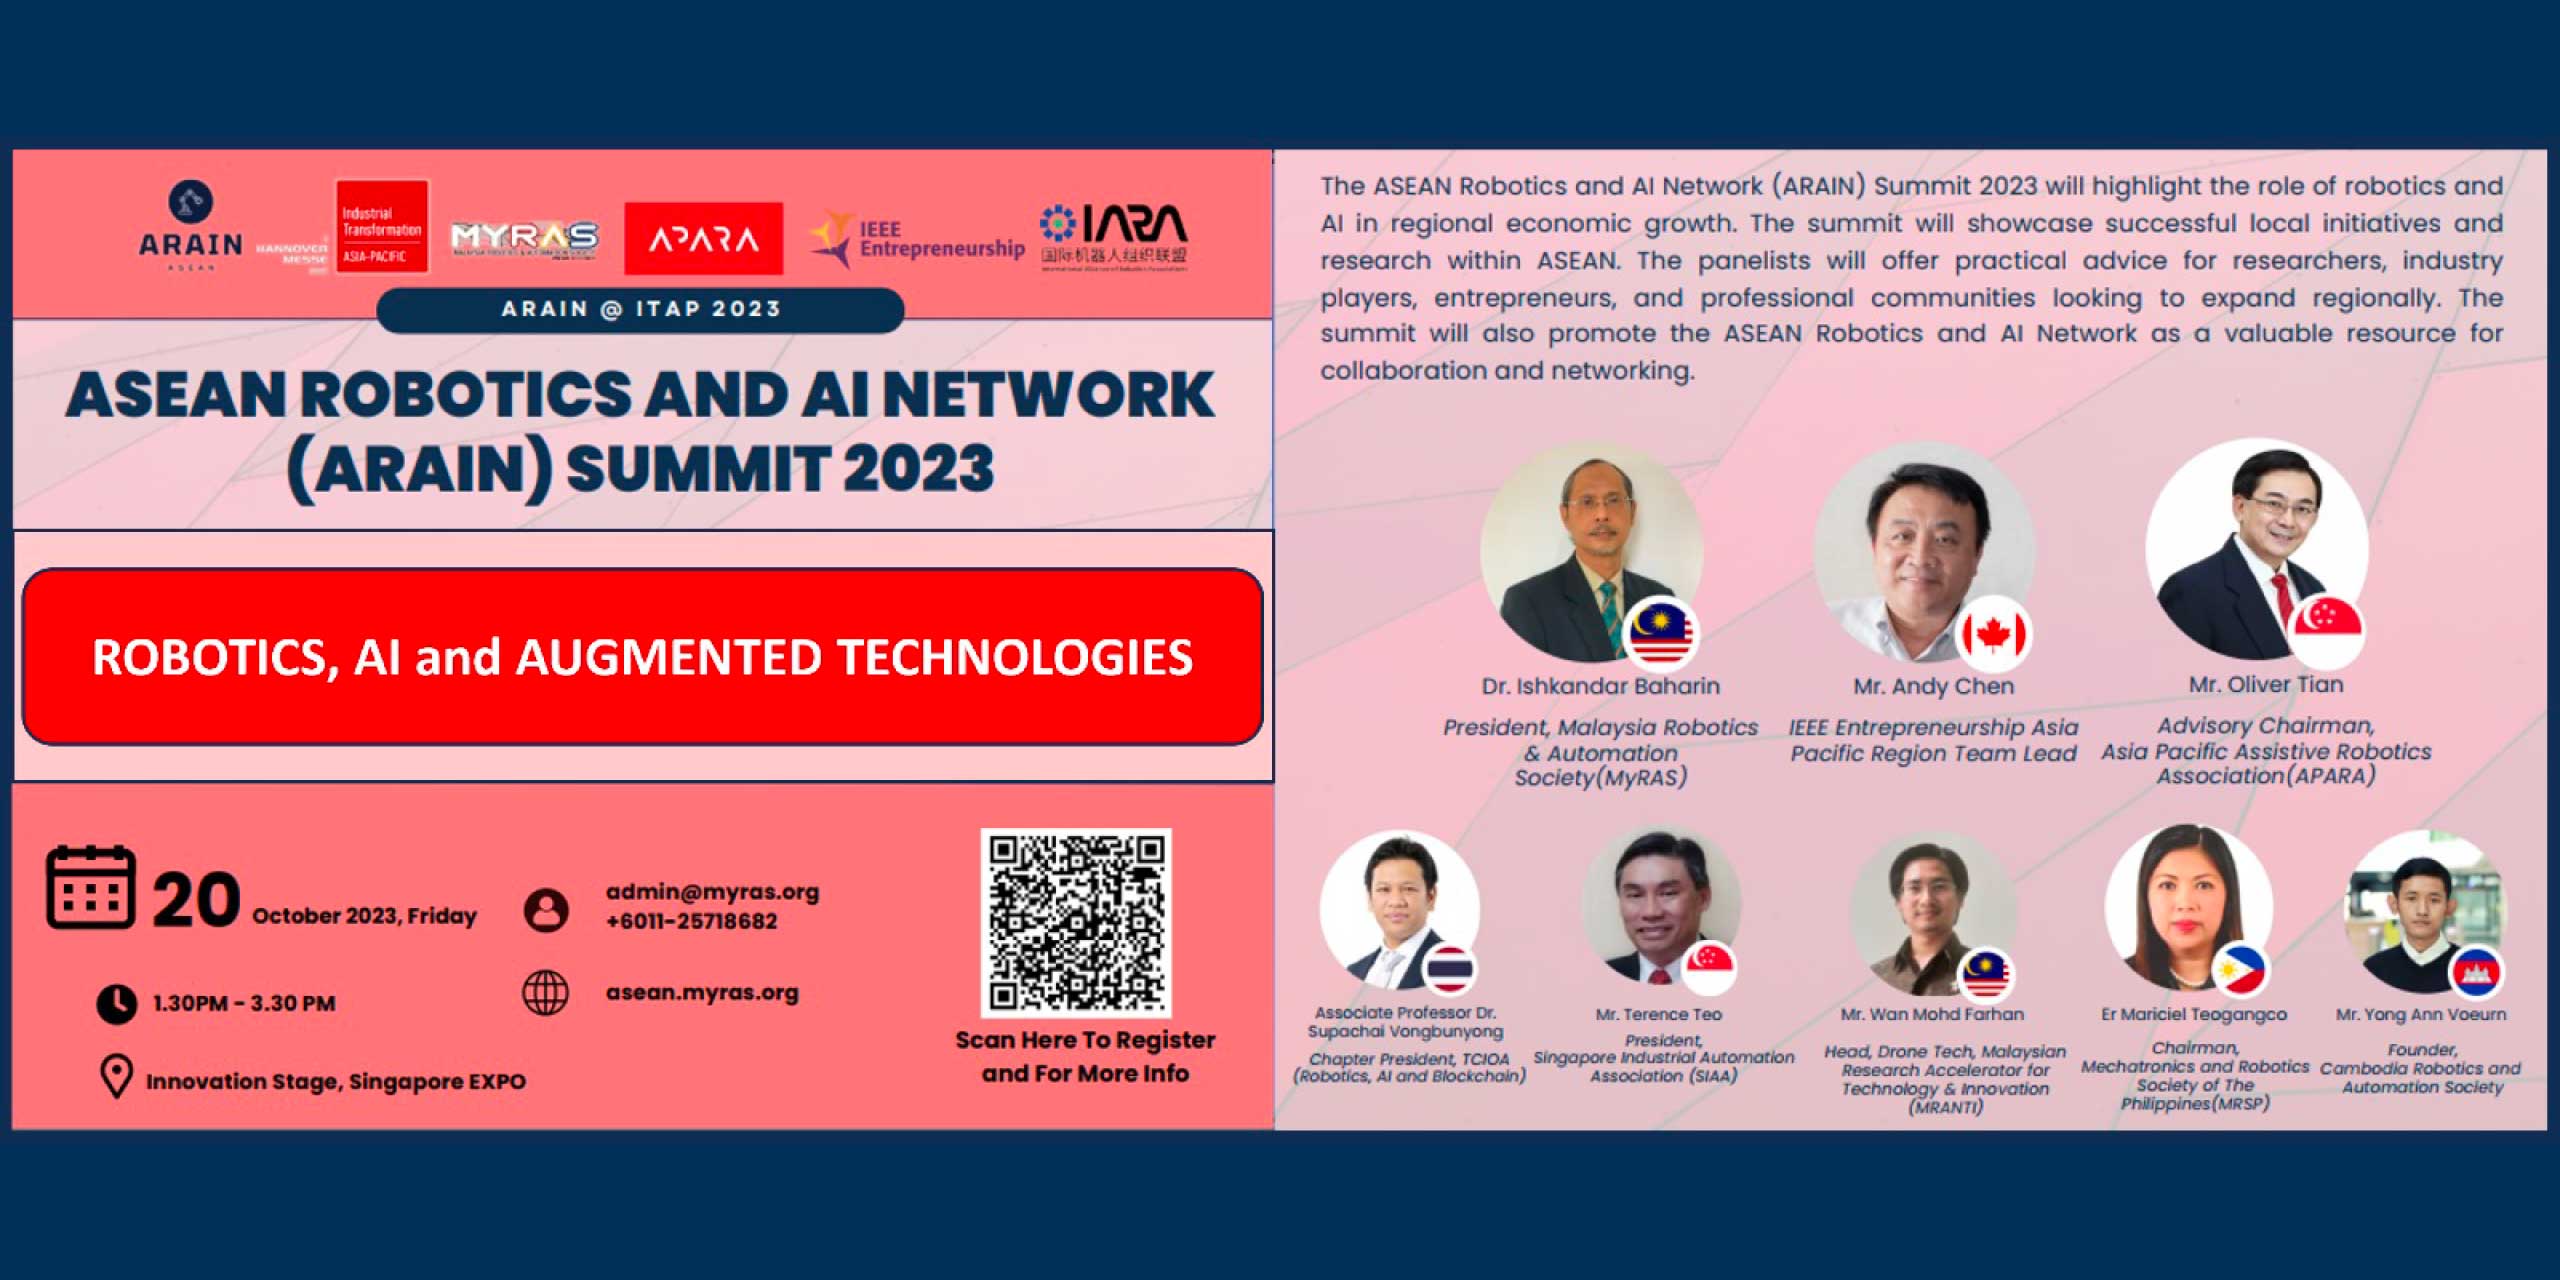 ARAIN
ASEAN
HANNOVER
MESSE
Industrial
Transformation
ASIA-PACIFIC
MYRAS
APARA
IEEE
Entrepreneurship
IARA
国际机器人组织联盟
International Alliance of Robotics Associations
ARAIN @ ITAP 2023
ASEAN ROBOTICS AND AI NETWORK
(ARAIN) SUMMIT 2023
ROBOTICS, AI and AUGMENTED TECHNOLOGIES
20 October 2023, Friday
1.30PM - 3.30 PM
Innovation Stage, Singapore EXPO
admin@myras.org
+6011-25718682
asean.myras.org
Scan Here To Register
and For More Info
The ASEAN Robotics and AI Network (ARAIN) Summit 2023 will highlight the role of robotics and
AI in regional economic growth. The summit will showcase successful local initiatives and
research within ASEAN. The panelists will offer practical advice for researchers, industry
players, entrepreneurs, and professional communities looking to expand regionally. The
summit will also promote the ASEAN Robotics and AI Network as a valuable resource for
collaboration and networking.
Dr. Ishkandar Baharin
President, Malaysia Robotics
& Automation
Society(MyRAS)
Mr. Andy Chen
IEEE Entrepreneurship Asia
Pacific Region Team Lead
Mr. Oliver Tian
Advisory Chairman,
Asia Pacific Assistive Robotics
Association(APARA)
Associate Professor Dr.
Supachai Vongbunyong
Chapter President, TCIOA
(Robotics, AI and Blockchain)
Mr. Terence Teo
President,
Singapore Industrial Automation
Association (SIAA)
Mr. Wan Mohd Farhan
Head, Drone Tech, Malaysian
Research Accelerator for
Technology & Innovation
(MRANTI)
Er Mariciel Teogangco
Chairman,
Mechatronics and Robotics
Society of The
Philippines(MRSP)
Mr. Yong Ann Voeurn
Founder,
Cambodia Robotics and
Automation Society